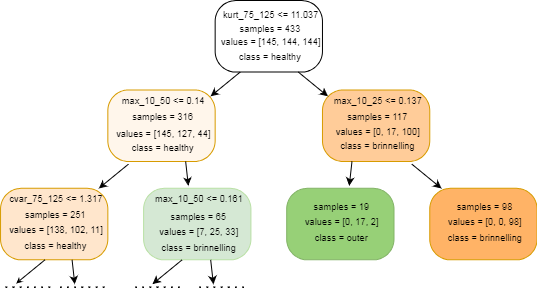 kurt_75_125 <= 11.037
samples = 433
values = [145, 144, 144]
class = healthy
max_10_50 <= 0.14
samples = 316
values = [145, 127, 44]
class = healthy
max_10_25 <= 0.137
samples = 117
values = [0, 17, 100]
class = brinnelling
cvar_75_125 <= 1.317
samples = 251
values = [138, 102, 11]
class = healthy
max_10_50 <= 0.161
samples = 65
values = [7, 25, 33]
class = brinnelling
samples = 19
values = [0, 17, 2]
class = outer
samples = 98
values = [0, 0, 98]
class = brinnelling